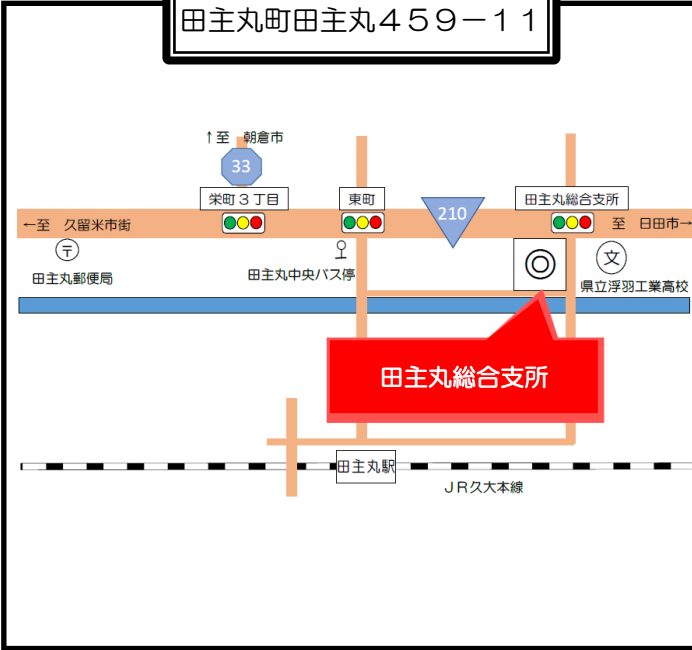 田主丸町田主丸４５９－１１
↑至　朝倉市
33
栄町３丁目
東町
210
田主丸総合支所
←至　久留米市街
至　日田市→
〒
田主丸郵便局
田主丸中央バス停
文
県立浮羽工業高校
田主丸総合支所
田主丸駅
ＪＲ久大本線